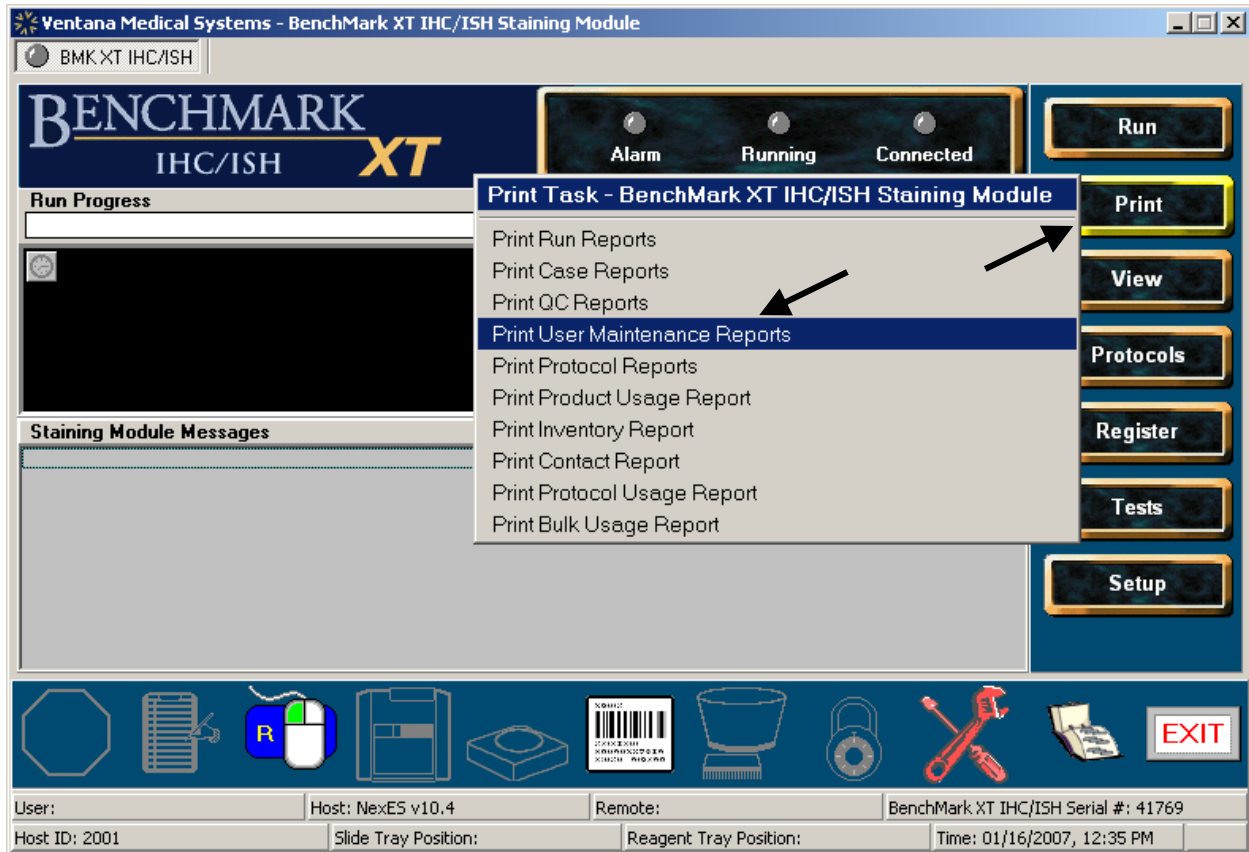 Ventana Medical Systems - BenchMark XT IHC/ISH Staining Module
BMK XT IHC/ISH
BENCHMARK
IHC/ISH XT
Alarm Running Connected
Run
Run Progress
Print Task - BenchMark XT IHC/ISH Staining Module
Print
Print Run Reports
Print Case Reports
View
Print QC Reports
Print User Maintenance Reports
Protocols
Print Protocol Reports
Print Product Usage Report
Staining Module Messages
Print Inventory Report
Register
Print Contact Report
Print Protocol Usage Report
Tests
Print Bulk Usage Report
Setup
R
EXIT
User: Host: NexES v10.4 Remote: BenchMark XT IHC/ISH Serial #: 41769
Host ID: 2001 Slide Tray Position: Reagent Tray Position: Time: 01/16/2007, 12:35 PM